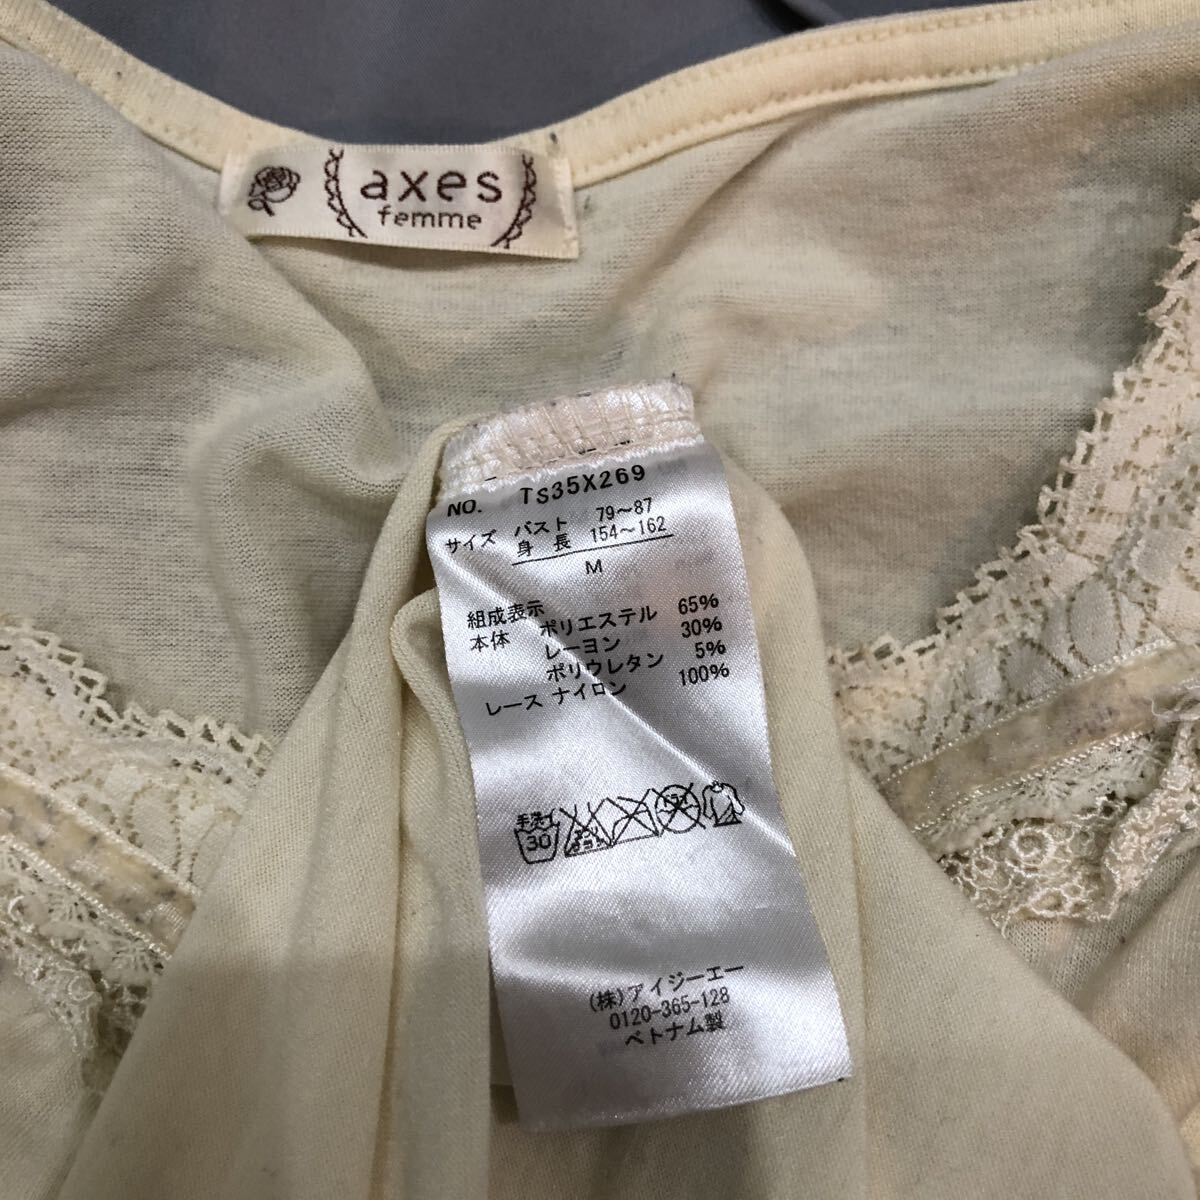 axes
femme
NO. TS35X269
サイズ バスト 79～87
身長 154～162
M
組成表示
本体 ポリエステル 65%
レーヨン 30%
ポリウレタン 5%
レース ナイロン 100%
手洗イ
30
(株)アイジーエー
0120-365-128
ベトナム製